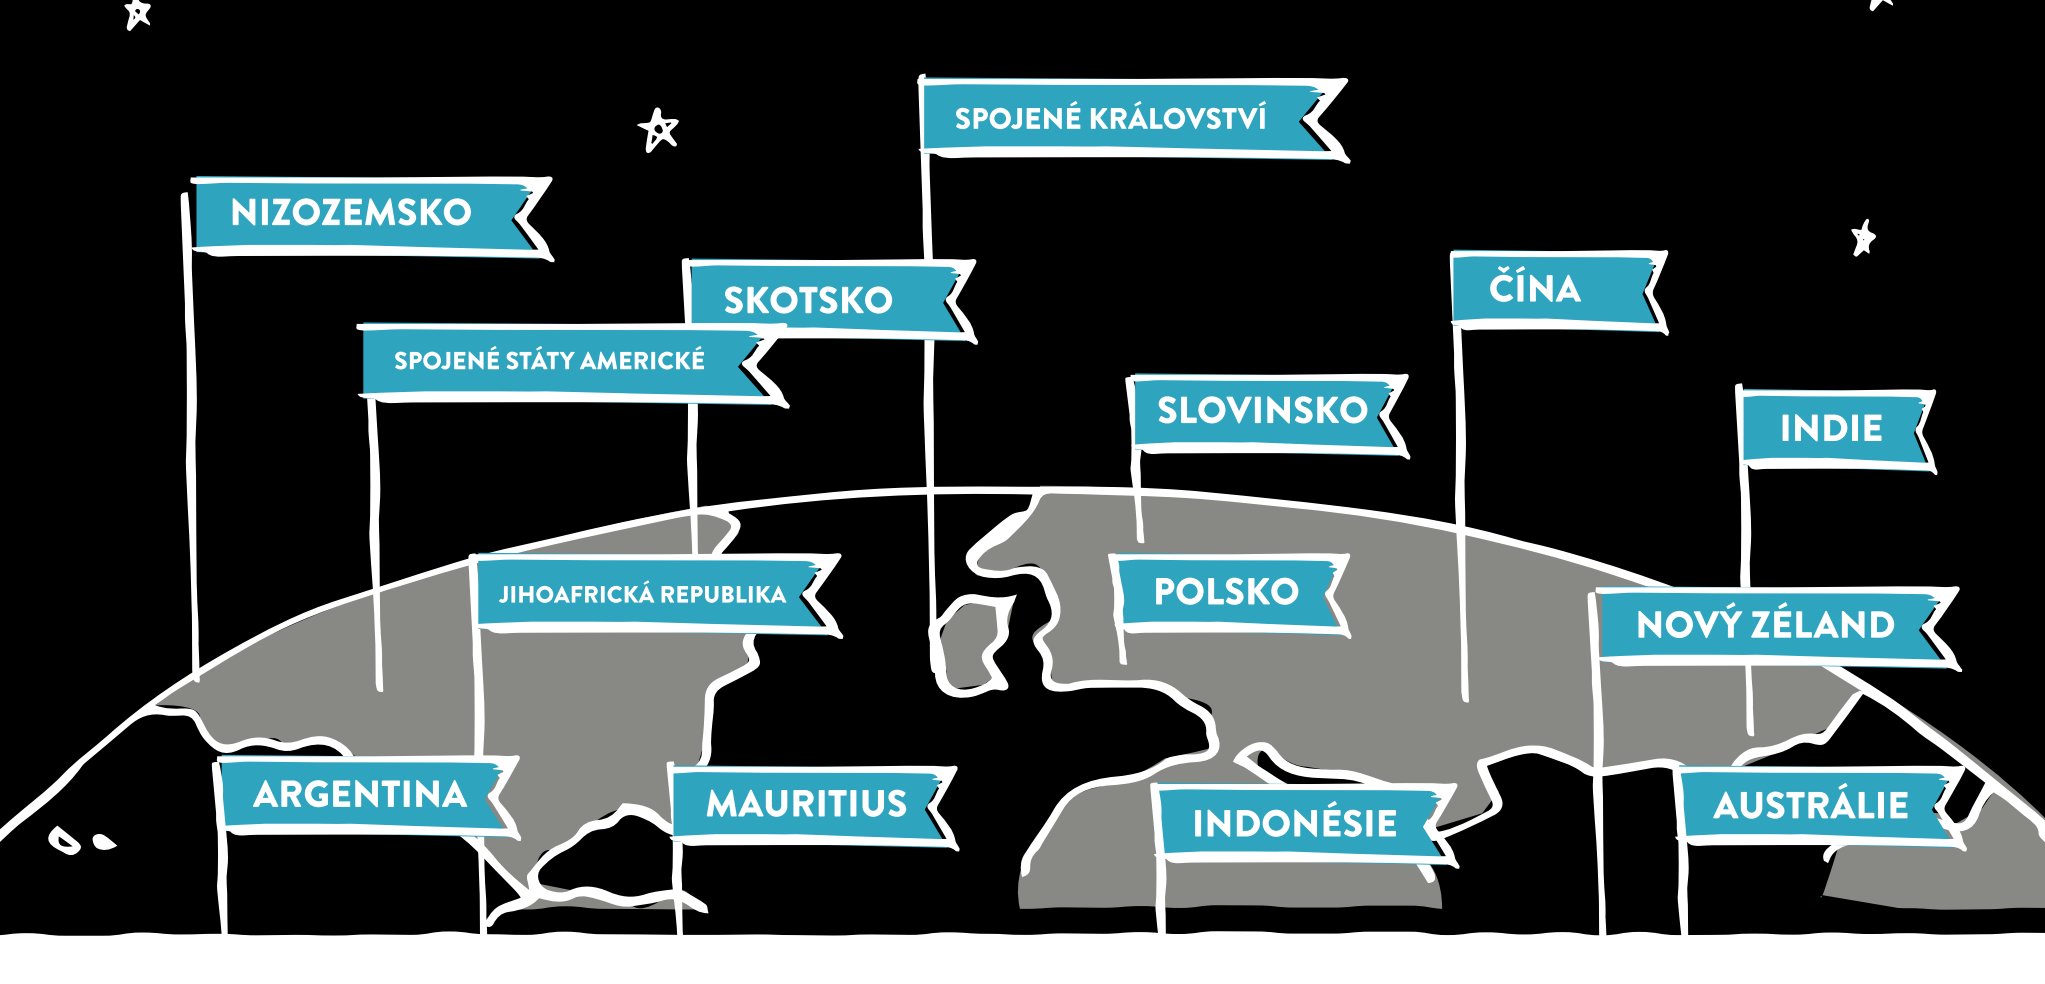 SPOJENÉ KRÁLOVSTVÍ
NIZOZEMSKO
SKOTSKO
ČÍNA
SPOJENÉ STÁTY AMERICKÉ
SLOVINSKO
INDIE
JIHOAFRICKÁ REPUBLIKA
POLSKO
NOVÝ ZÉLAND
ARGENTINA
MAURITIUS
INDONÉSIE
AUSTRÁLIE